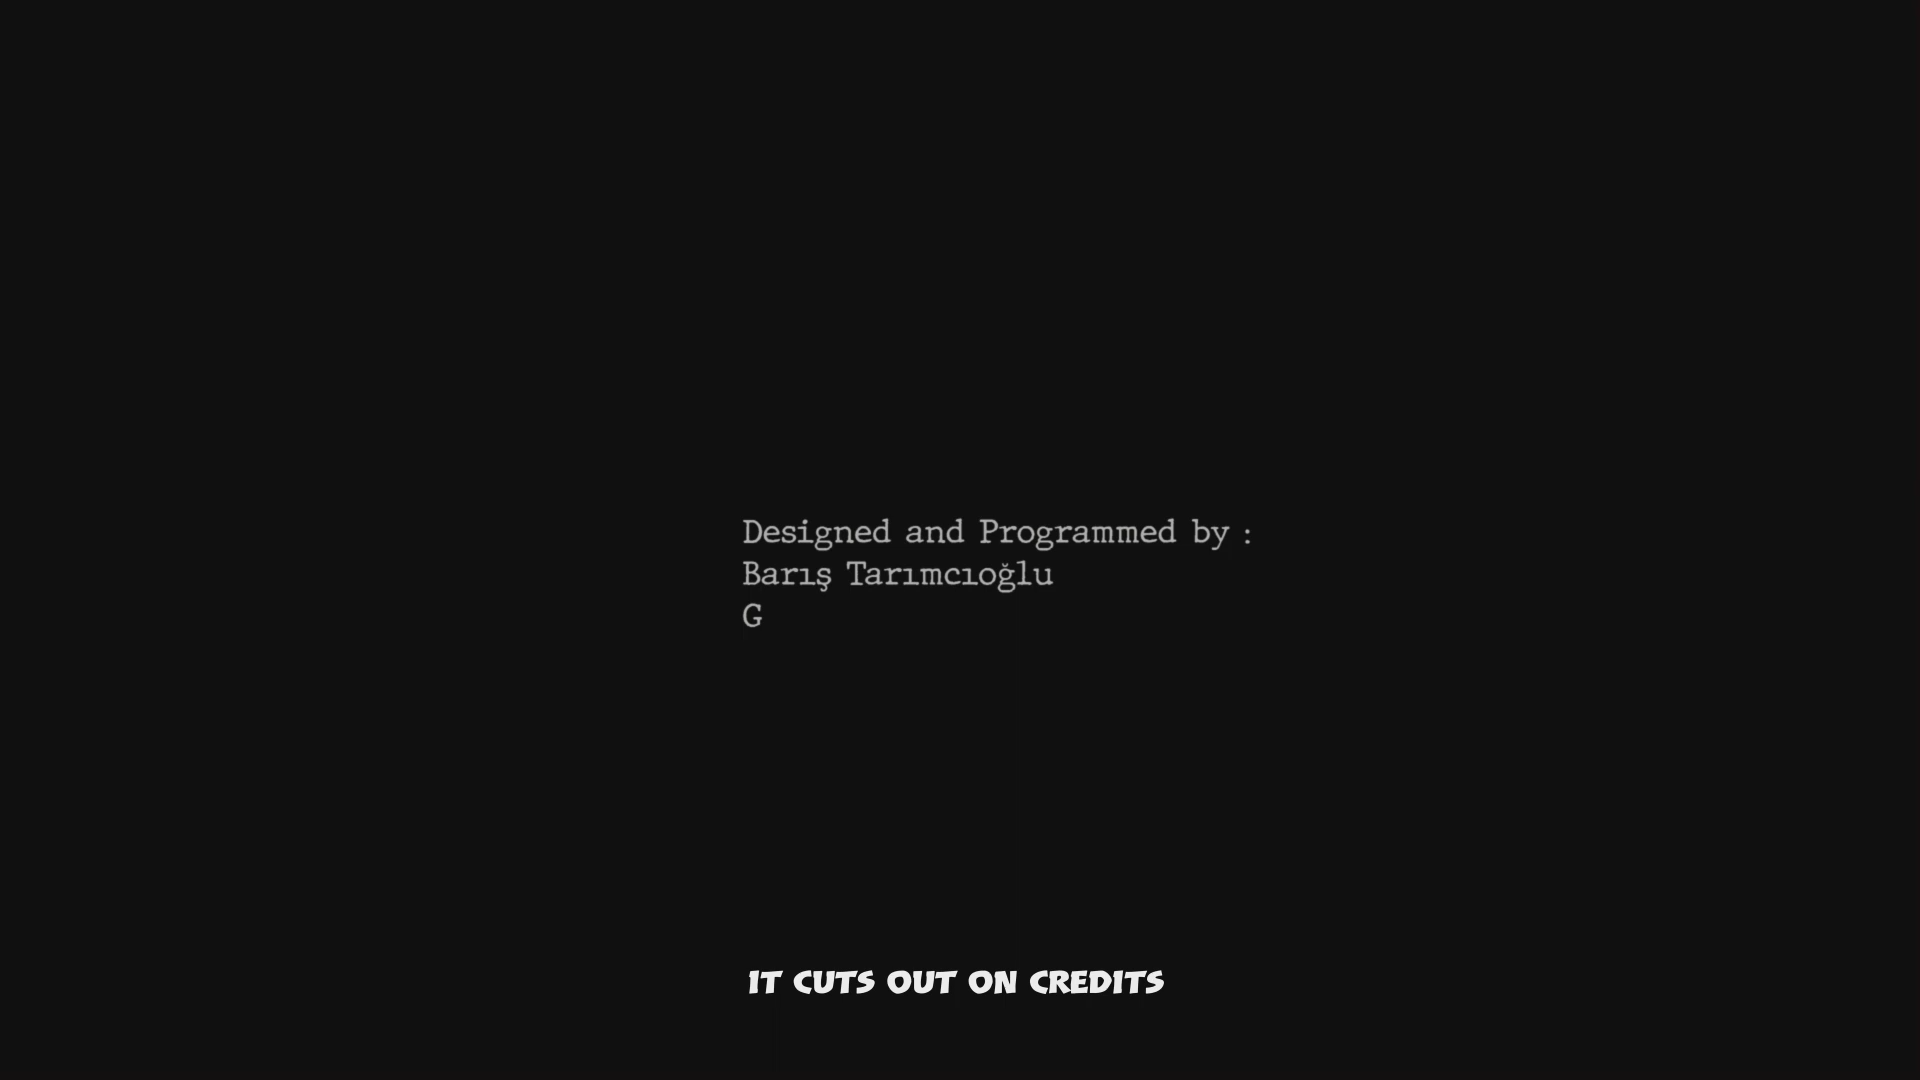 Designed and Programmed by :
Barış Tarımcıoğlu
G
IT CUTS OUT ON CREDITS